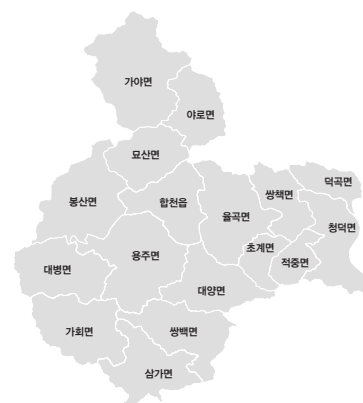 가야면
야로면
묘산면
봉산면
합천읍
율곡면
쌍책면
덕곡면
청덕면
초계면
적중면
대병면
용주면
대양면
가회면
쌍백면
삼가면